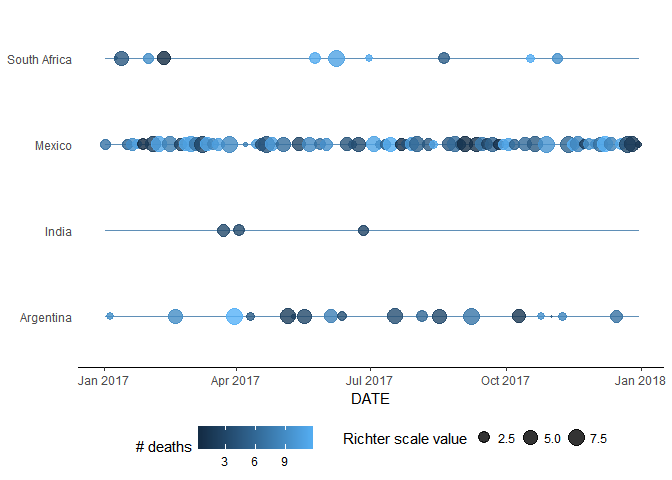 South Africa
Mexico
India
Argentina
Jan 2017 Apr 2017 Jul 2017 Oct 2017 Jan 2018
DATE
# deaths
3 6 9
Richter scale value 2.5 5.0 7.5